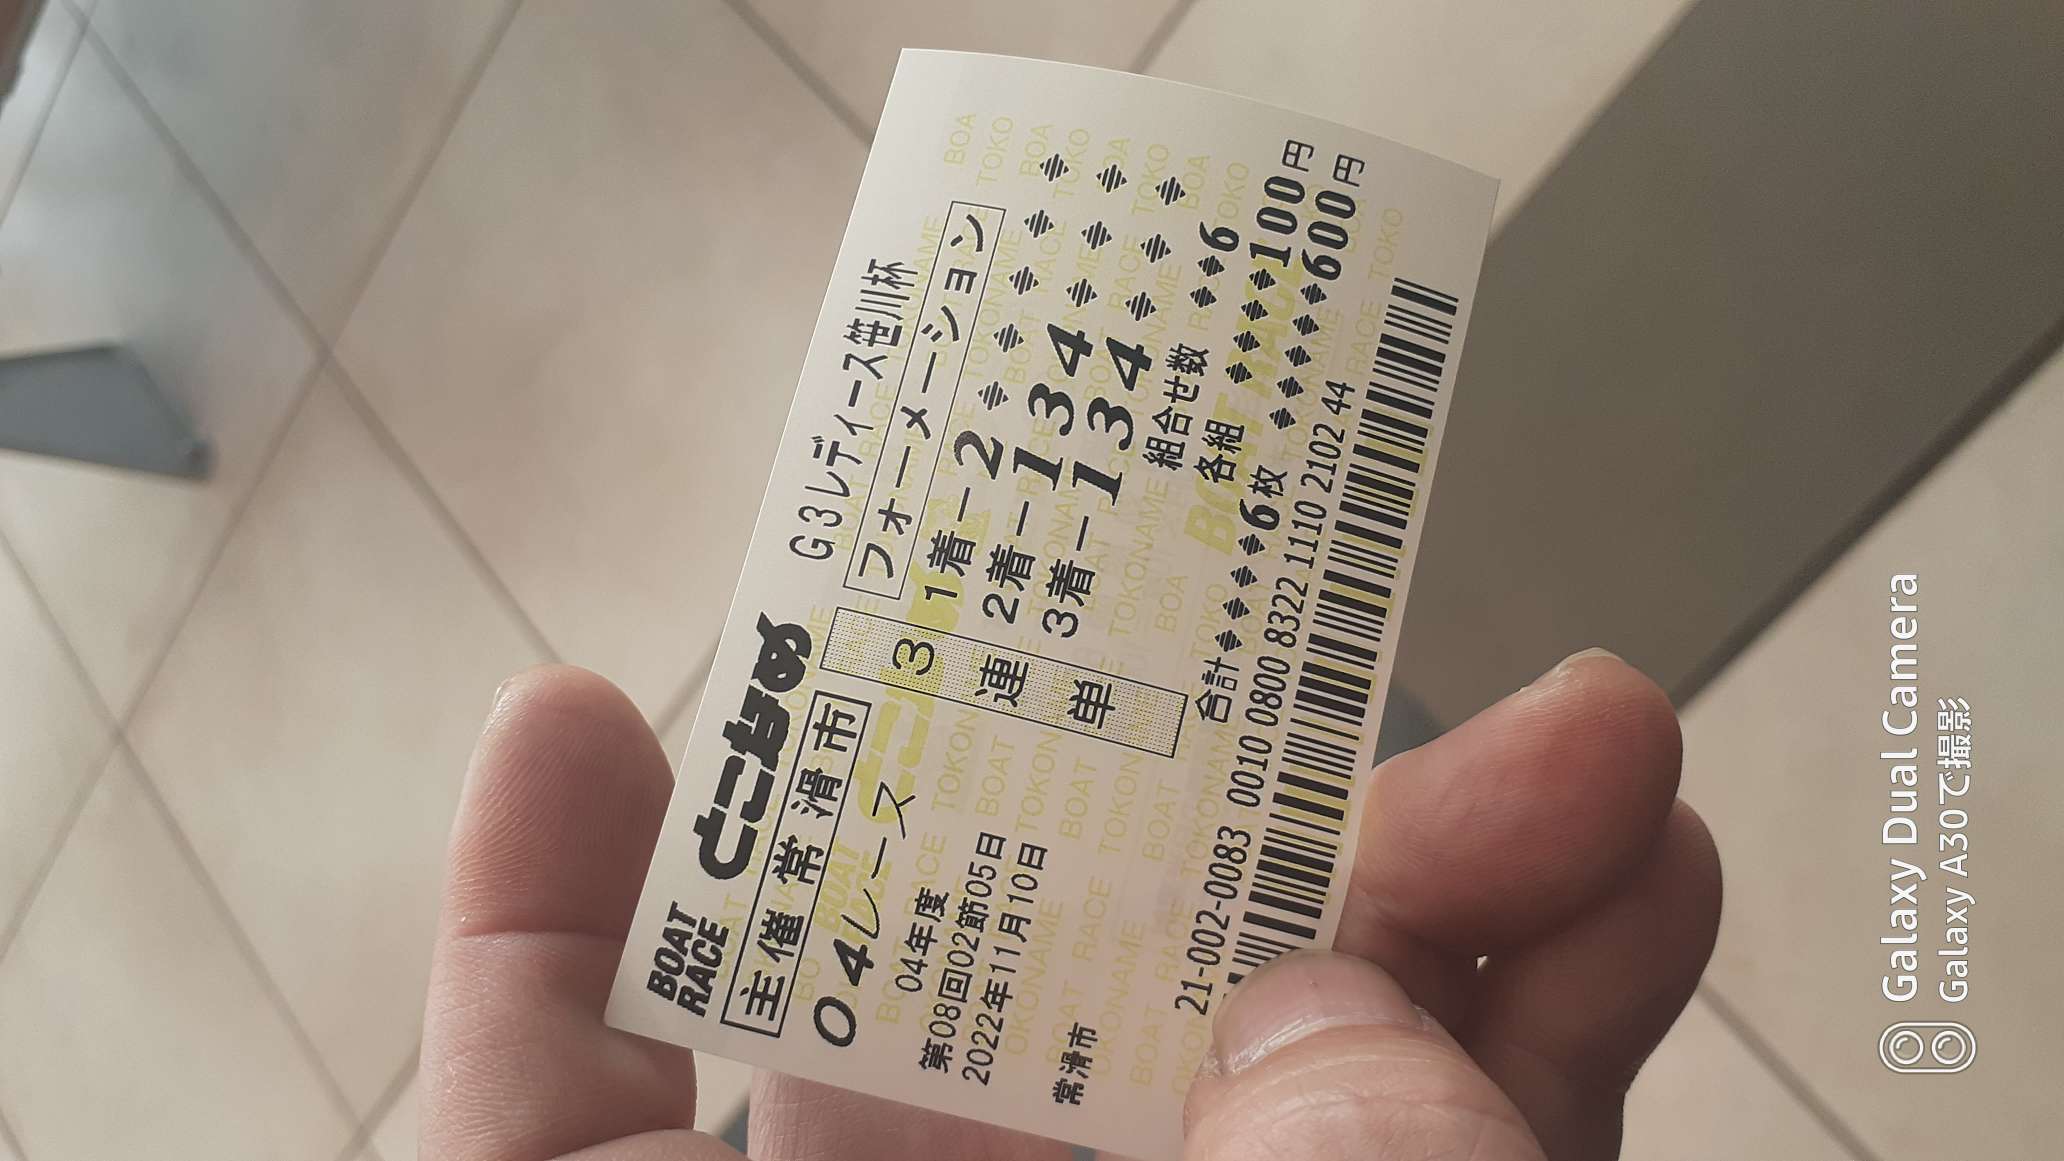 BOAT
RACE
とこなめ
G3レディース笹川杯
主催 常滑市
フォーメーション
04レース
3連単
1着-2
2着-134
3着-134
04年度
第08回02節05日
2022年11月10日
常滑市
組合せ数 6
各組 100円
合計 6枚 600円
21-002-0083 0010 0800 8322 1110 2102 44
Galaxy Dual Camera
Galaxy A30で撮影